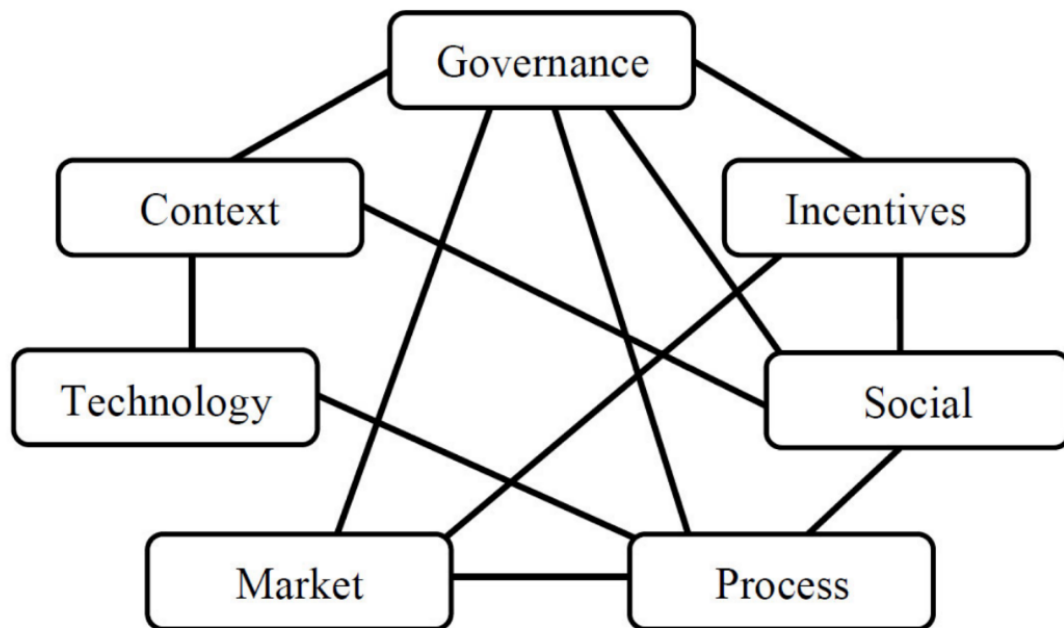 Governance
Context
Incentives
Technology
Social
Market
Process